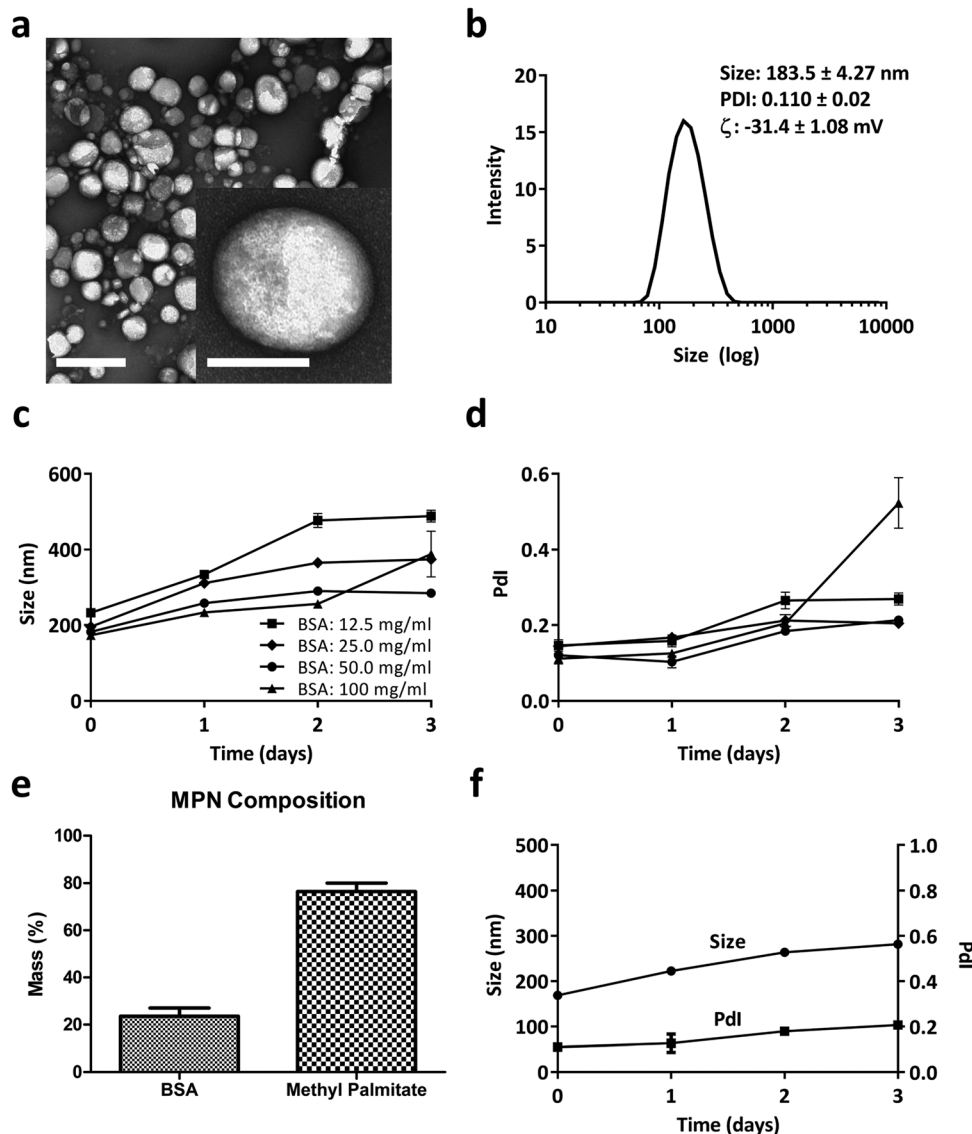 a
b
Size: 183.5 ± 4.27 nm
PDI: 0.110 ± 0.02
ζ: -31.4 ± 1.08 mV
20
15
10
5
0
Intensity
10
100
1000
10000
Size (log)
c
600
400
200
0
Size (nm)
BSA: 12.5 mg/ml
BSA: 25.0 mg/ml
BSA: 50.0 mg/ml
BSA: 100 mg/ml
0
1
2
3
Time (days)
d
0.6
0.4
0.2
0.0
PdI
0
1
2
3
Time (days)
e
MPN Composition
100
80
60
40
20
0
Mass (%)
BSA
Methyl Palmitate
f
500
400
300
200
100
0
Size (nm)
Size
PdI
1.0
0.8
0.6
0.4
0.2
0.0
PdI
0
1
2
3
Time (days)